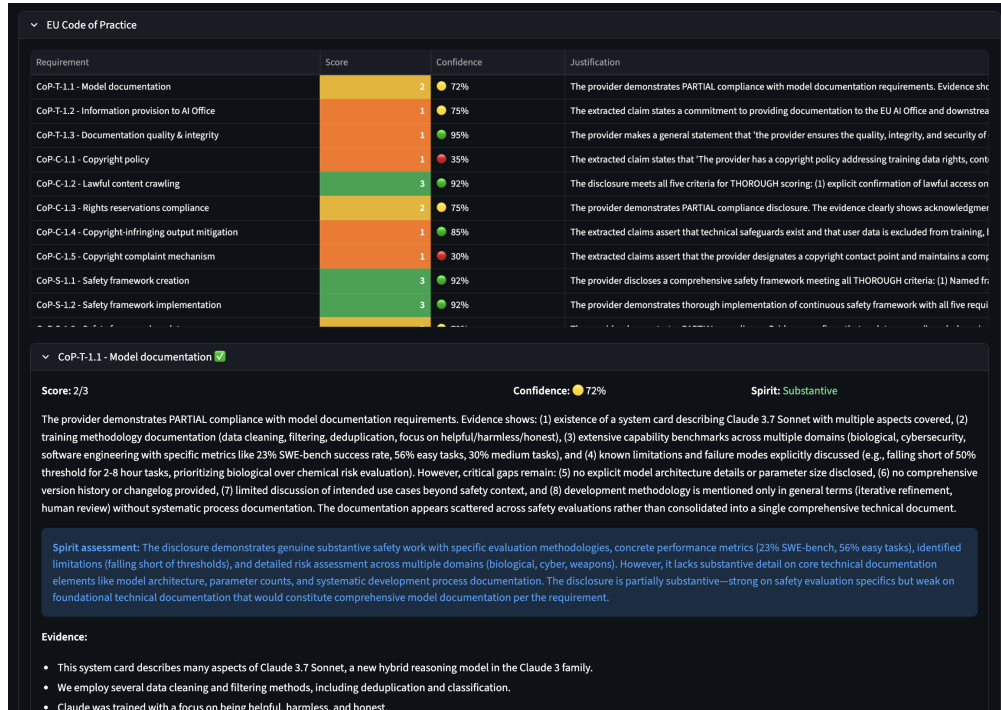 EU Code of Practice
Requirement Score Confidence Justification
CoP-T-1.1 - Model documentation 2 72% The provider demonstrates PARTIAL compliance with model documentation requirements. Evidence sho
CoP-T-1.2 - Information provision to AI Office 1 75% The extracted claim states a commitment to providing documentation to the EU AI Office and downstrea
CoP-T-1.3 - Documentation quality & integrity 1 95% The provider makes a general statement that 'the provider ensures the quality, integrity, and security of
CoP-C-1.1 - Copyright policy 1 35% The extracted claim states that 'The provider has a copyright policy addressing training data rights, cont
CoP-C-1.2 - Lawful content crawling 3 92% The disclosure meets all five criteria for THOROUGH scoring: (1) explicit confirmation of lawful access on
CoP-C-1.3 - Rights reservations compliance 2 75% The provider demonstrates PARTIAL compliance disclosure. The evidence clearly shows acknowledgmer
CoP-C-1.4 - Copyright-infringing output mitigation 1 85% The extracted claims assert that technical safeguards exist and that user data is excluded from training,
CoP-C-1.5 - Copyright complaint mechanism 1 30% The extracted claims assert that the provider designates a copyright contact point and maintains a comp
CoP-S-1.1 - Safety framework creation 3 92% The provider discloses a comprehensive safety framework meeting all THOROUGH criteria: (1) Named fra
CoP-S-1.2 - Safety framework implementation 3 92% The provider demonstrates thorough implementation of continuous safety framework with all five requi
CoP-T-1.1 - Model documentation ✅
Score: 2/3 Confidence: 72% Spirit: Substantive
The provider demonstrates PARTIAL compliance with model documentation requirements. Evidence shows: (1) existence of a system card describing Claude 3.7 Sonnet with multiple aspects covered, (2)
training methodology documentation (data cleaning, filtering, deduplication, focus on helpful/harmless/honest), (3) extensive capability benchmarks across multiple domains (biological, cybersecurity,
software engineering with specific metrics like 23% SWE-bench success rate, 56% easy tasks, 30% medium tasks), and (4) known limitations and failure modes explicitly discussed (e.g., falling short of 50%
threshold for 2-8 hour tasks, prioritizing biological over chemical risk evaluation). However, critical gaps remain: (5) no explicit model architecture details or parameter size disclosed, (6) no comprehensive
version history or changelog provided, (7) limited discussion of intended use cases beyond safety context, and (8) development methodology is mentioned only in general terms (iterative refinement,
human review) without systematic process documentation. The documentation appears scattered across safety evaluations rather than consolidated into a single comprehensive technical document.
Spirit assessment: The disclosure demonstrates genuine substantive safety work with specific evaluation methodologies, concrete performance metrics (23% SWE-bench, 56% easy tasks), identified
limitations (falling short of thresholds), and detailed risk assessment across multiple domains (biological, cyber, weapons). However, it lacks substantive detail on core technical documentation
elements like model architecture, parameter counts, and systematic development process documentation. The disclosure is partially substantive—strong on safety evaluation specifics but weak on
foundational technical documentation that would constitute comprehensive model documentation per the requirement.
Evidence:
• This system card describes many aspects of Claude 3.7 Sonnet, a new hybrid reasoning model in the Claude 3 family.
• We employ several data cleaning and filtering methods, including deduplication and classification.
• Claude was trained with a focus on being helpful, harmless, and honest.